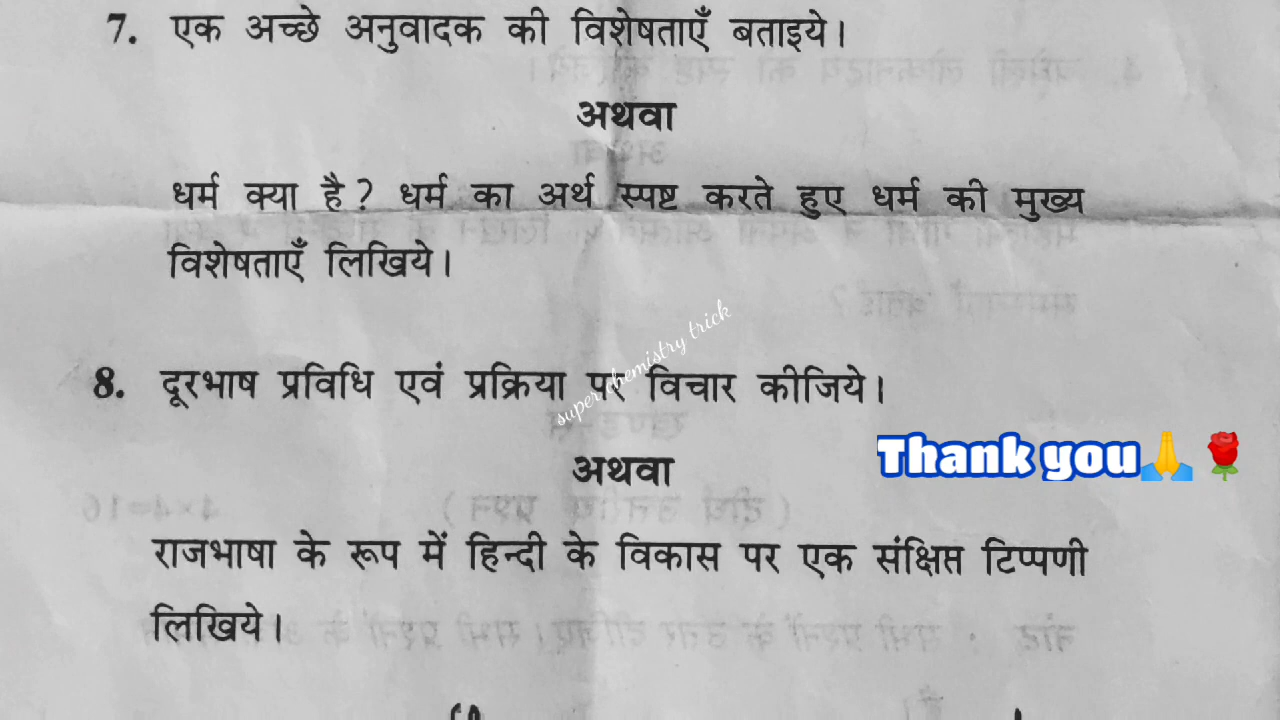 7. एक अच्छे अनुवादक की विशेषताएँ बताइये।
अथवा
धर्म क्या है? धर्म का अर्थ स्पष्ट करते हुए धर्म की मुख्य
विशेषताएँ लिखिये।
super chemistry trick
8. दूरभाष प्रविधि एवं प्रक्रिया पर विचार कीजिये।
Thank you🙏🌹
अथवा
राजभाषा के रूप में हिन्दी के विकास पर एक संक्षिप्त टिप्पणी
लिखिये।